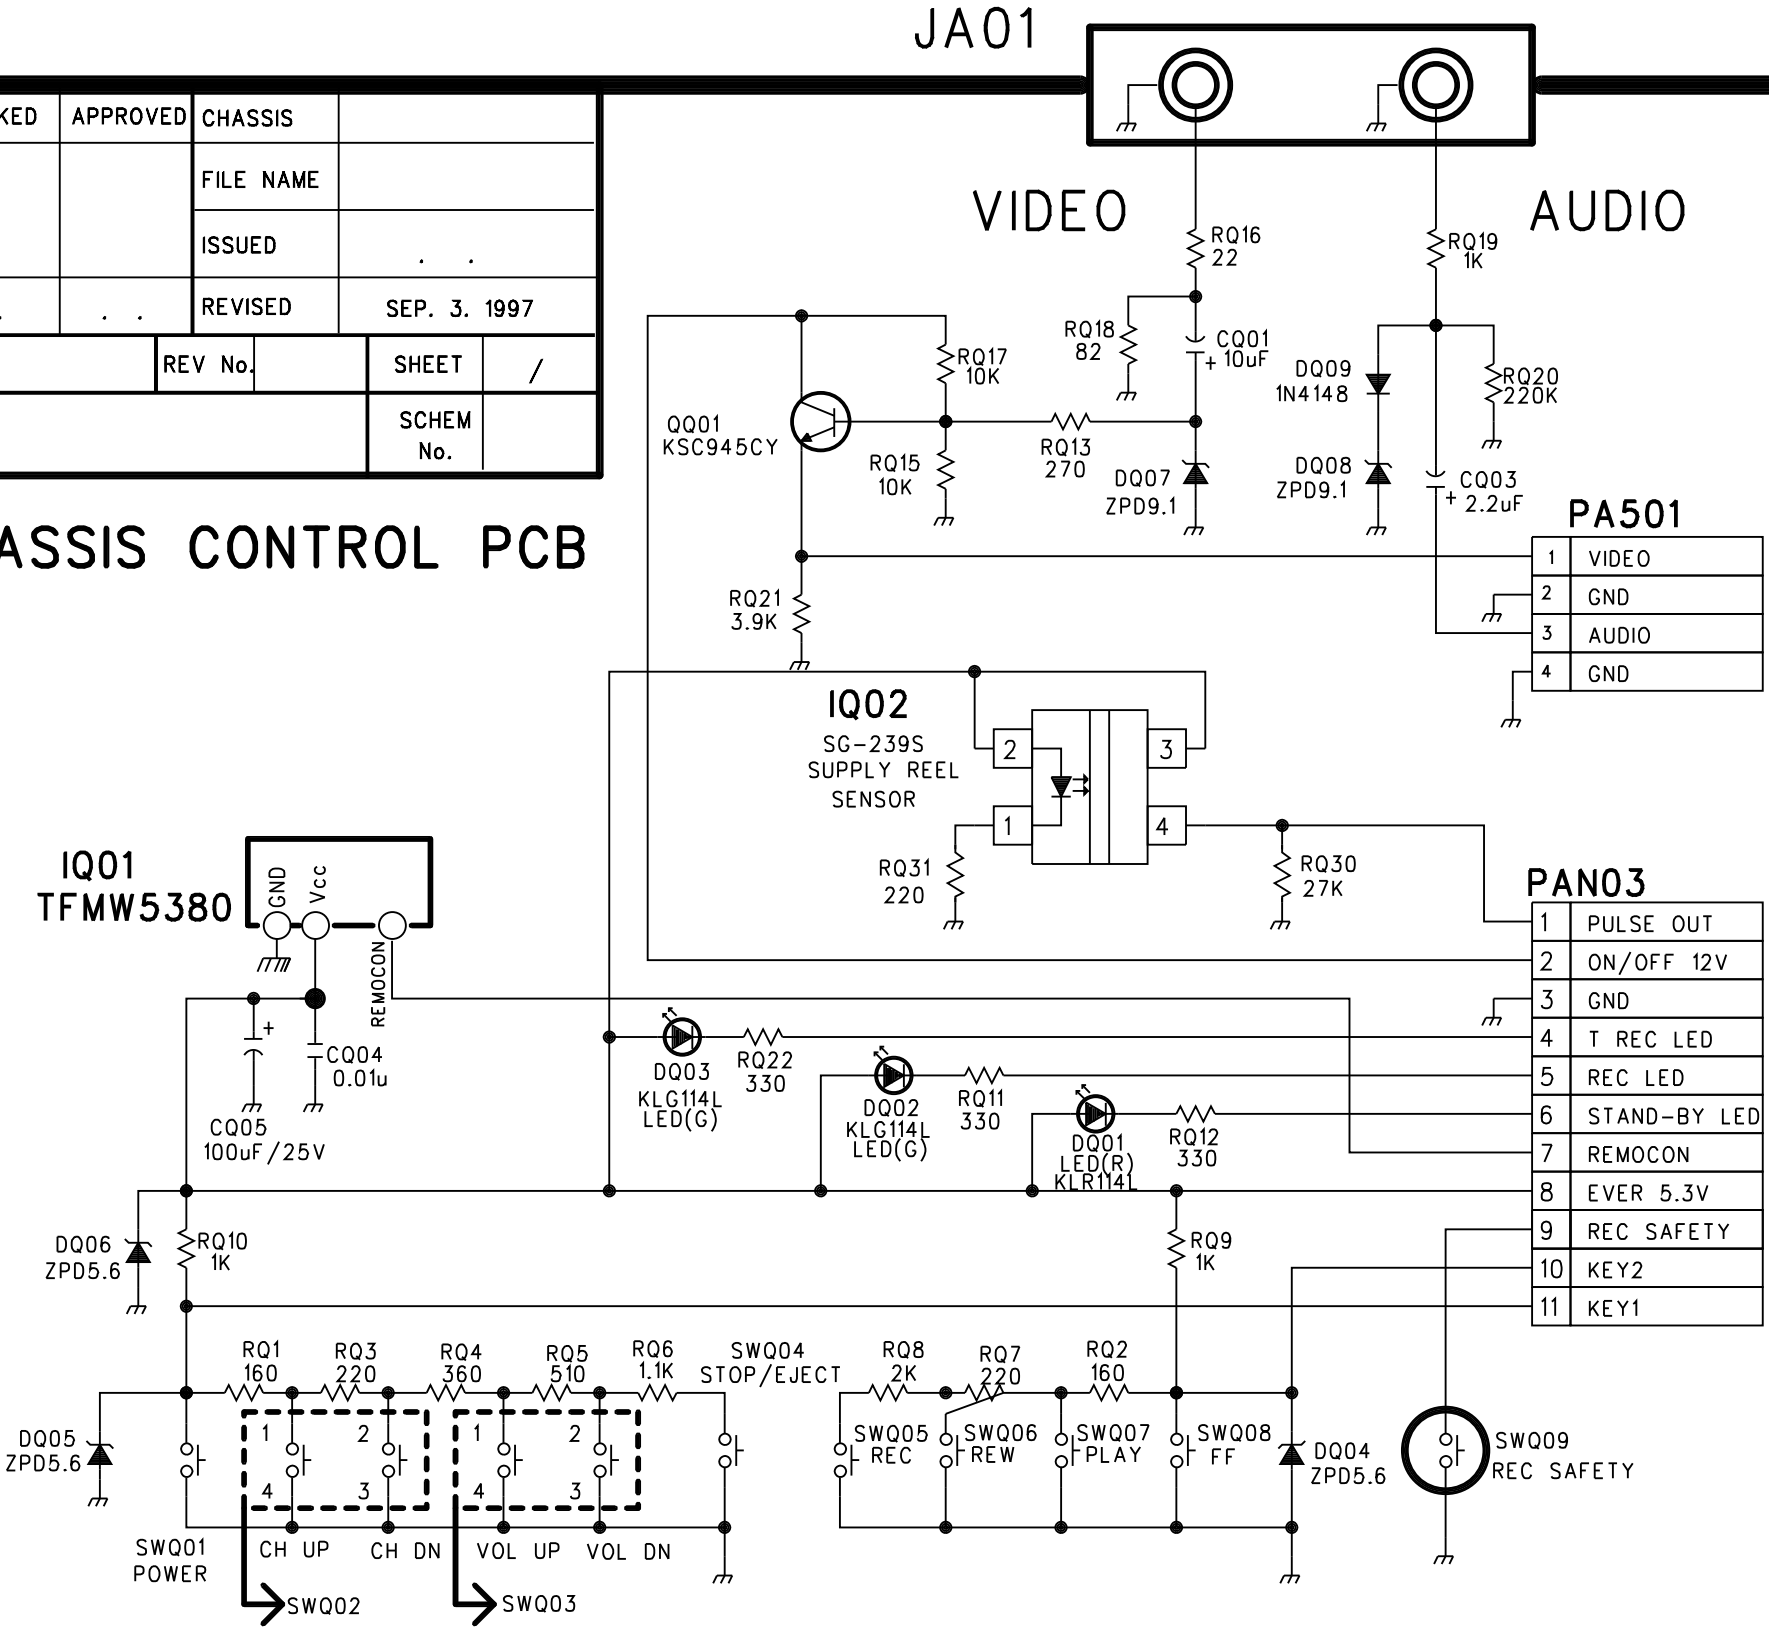 JA01
APPROVED CHASSIS
FILE NAME
ISSUED . .
. . . REVISED SEP. 3. 1997
REV No. SHEET /
SCHEM
No.
ASSIS CONTROL PCB
VIDEO
AUDIO
RQ16
22
RQ19
1K
RQ18
82
CQ01
+ 10uF
RQ17
10K
DQ09
1N4148
RQ20
220K
QQ01
KSC945CY
RQ15
10K
RQ13
270
DQ07
ZPD9.1
DQ08
ZPD9.1
CQ03
+ 2.2uF
PA501
1 VIDEO
2 GND
3 AUDIO
4 GND
RQ21
3.9K
IQ02
SG-239S
SUPPLY REEL
SENSOR
2 3
1 4
RQ31
220
RQ30
27K
IQ01
TFMW5380
GND
Vcc
REMOCON
PAN03
1 PULSE OUT
2 ON/OFF 12V
3 GND
4 T REC LED
5 REC LED
6 STAND-BY LED
7 REMOCON
8 EVER 5.3V
9 REC SAFETY
10 KEY2
11 KEY1
+
CQ04
0.01u
CQ05
100uF/25V
DQ03
KLG114L
LED(G)
RQ22
330
DQ02
KLG114L
LED(G)
RQ11
330
DQ01
LED(R)
KLR114L
RQ12
330
DQ06
ZPD5.6
RQ10
1K
RQ9
1K
RQ1
160
RQ3
220
RQ4
360
RQ5
510
RQ6
1.1K
SWQ04
STOP/EJECT
RQ8
2K
RQ7
220
RQ2
160
DQ05
ZPD5.6
1 2 1 2
4 3 4 3
SWQ05
REC
SWQ06
REW
SWQ07
PLAY
SWQ08
FF
DQ04
ZPD5.6
SWQ09
REC SAFETY
SWQ01
POWER
CH UP CH DN VOL UP VOL DN
SWQ02
SWQ03